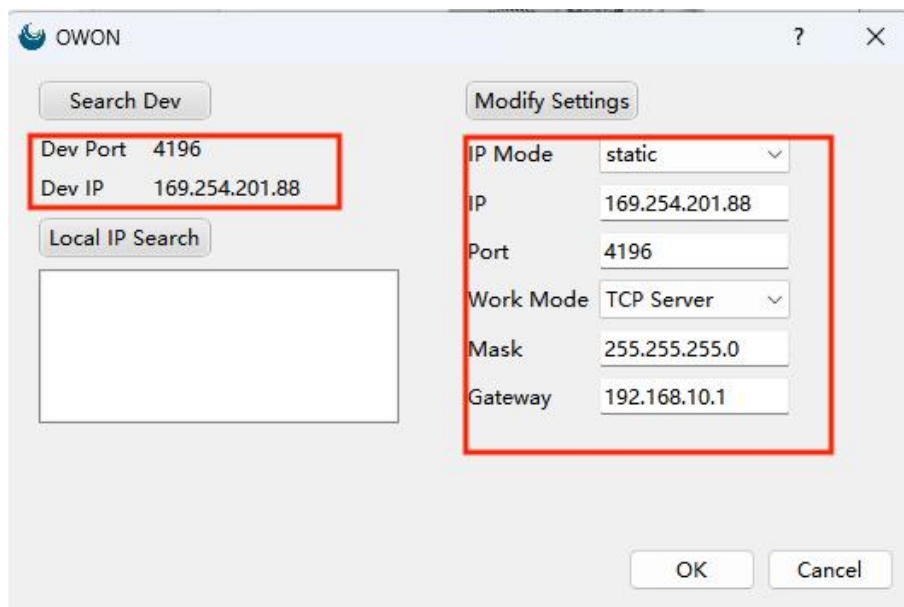 OWON ?
Search Dev
Dev Port 4196
Dev IP 169.254.201.88
Local IP Search
Modify Settings
IP Mode static
IP 169.254.201.88
Port 4196
Work Mode TCP Server
Mask 255.255.255.0
Gateway 192.168.10.1
OK Cancel